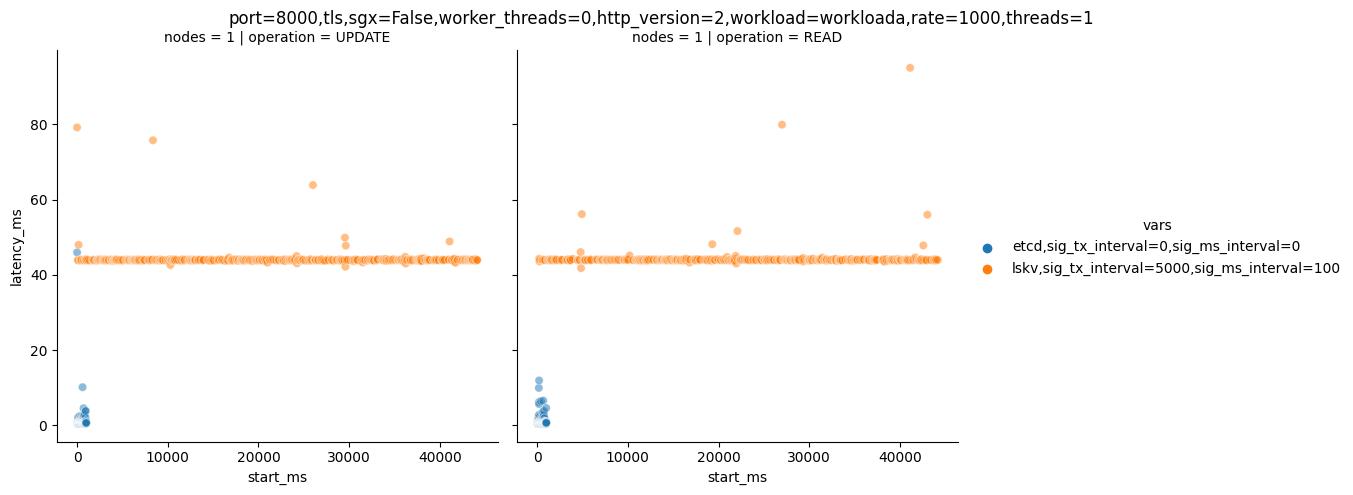 port=8000,tls,sgx=False,worker_threads=0,http_version=2,workload=workloada,rate=1000,threads=1
nodes = 1 | operation = UPDATE
nodes = 1 | operation = READ
latency_ms
80
60
40
20
0
0 10000 20000 30000 40000
start_ms
0 10000 20000 30000 40000
start_ms
vars
etcd,sig_tx_interval=0,sig_ms_interval=0
lskv,sig_tx_interval=5000,sig_ms_interval=100